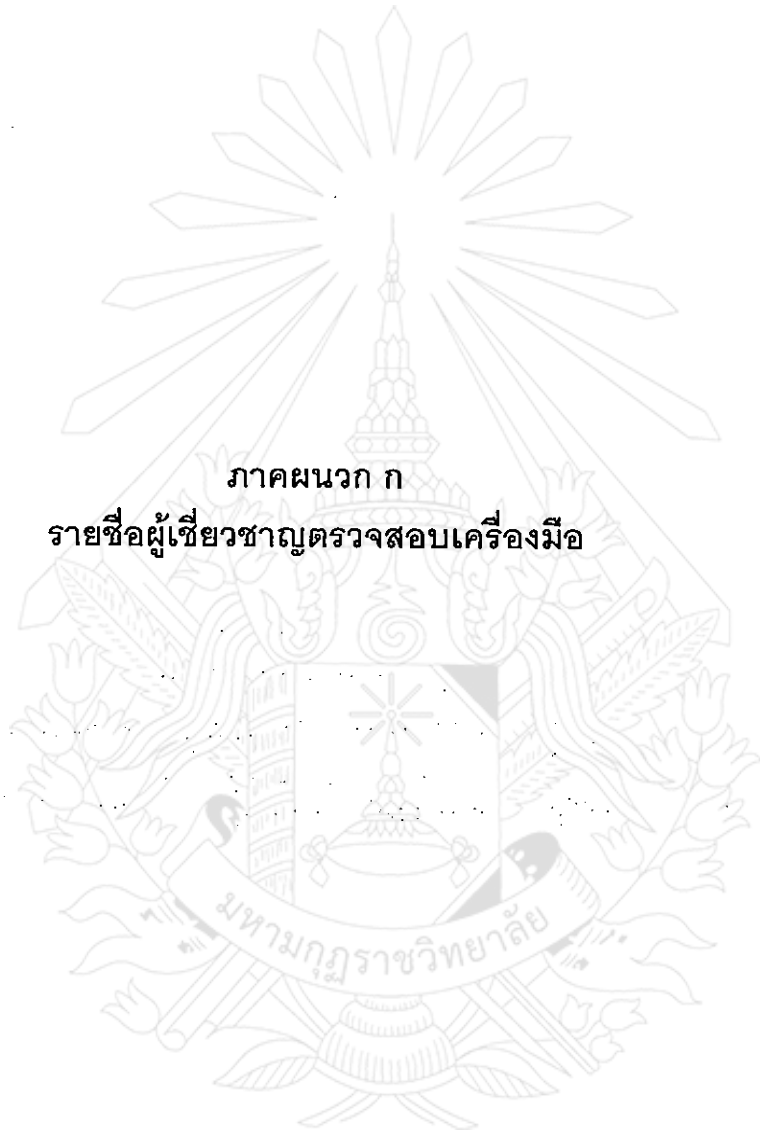 ภาคผนวก ก
รายชื่อผู้เชี่ยวชาญตรวจสอบเครื่องมือ
มหามกุฏราชวิทยาลัย